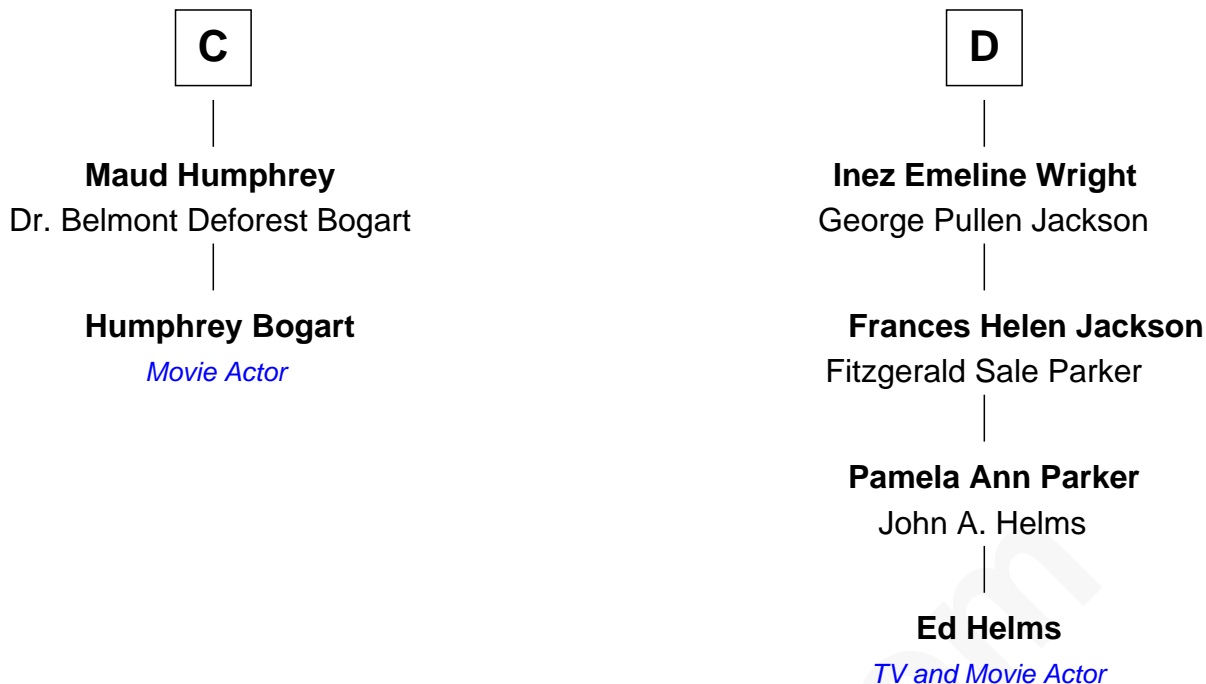 C
Maud Humphrey
Dr. Belmont Deforest Bogart
Humphrey Bogart
Movie Actor
D
Inez Emeline Wright
George Pullen Jackson
Frances Helen Jackson
Fitzgerald Sale Parker
Pamela Ann Parker
John A. Helms
Ed Helms
TV and Movie Actor